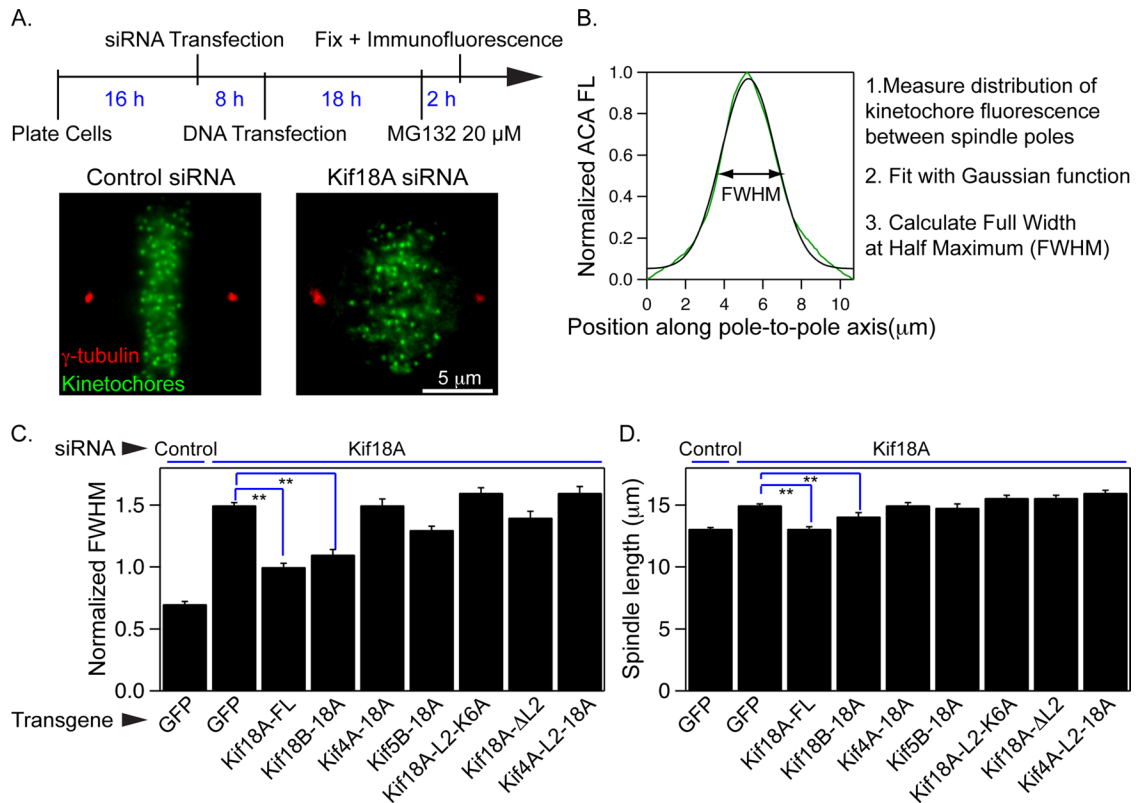 A.
siRNA Transfection
Fix + Immunofluorescence
16 h
8 h
18 h
2 h
Plate Cells
DNA Transfection
MG132 20 µM
Control siRNA
Kif18A siRNA
γ-tubulin
Kinetochores
5 µm
B.
Normalized ACA FL
1.0
0.8
0.6
0.4
0.2
0.0
FWHM
0
2
4
6
8
10
Position along pole-to-pole axis(µm)
1.Measure distribution of
kinetochore fluorescence
between spindle poles
2. Fit with Gaussian function
3. Calculate Full Width
at Half Maximum (FWHM)
C.
siRNA
Control
Kif18A
Normalized FWHM
1.5
1.0
0.5
0.0
**
**
Transgene
GFP
GFP
Kif18A-FL
Kif18B-18A
Kif4A-18A
Kif5B-18A
Kif18A-L2-K6A
Kif18A-ΔL2
Kif4A-L2-18A
D.
Control
Kif18A
Spindle length (µm)
15
10
5
0
**
**
GFP
GFP
Kif18A-FL
Kif18B-18A
Kif4A-18A
Kif5B-18A
Kif18A-L2-K6A
Kif18A-ΔL2
Kif4A-L2-18A